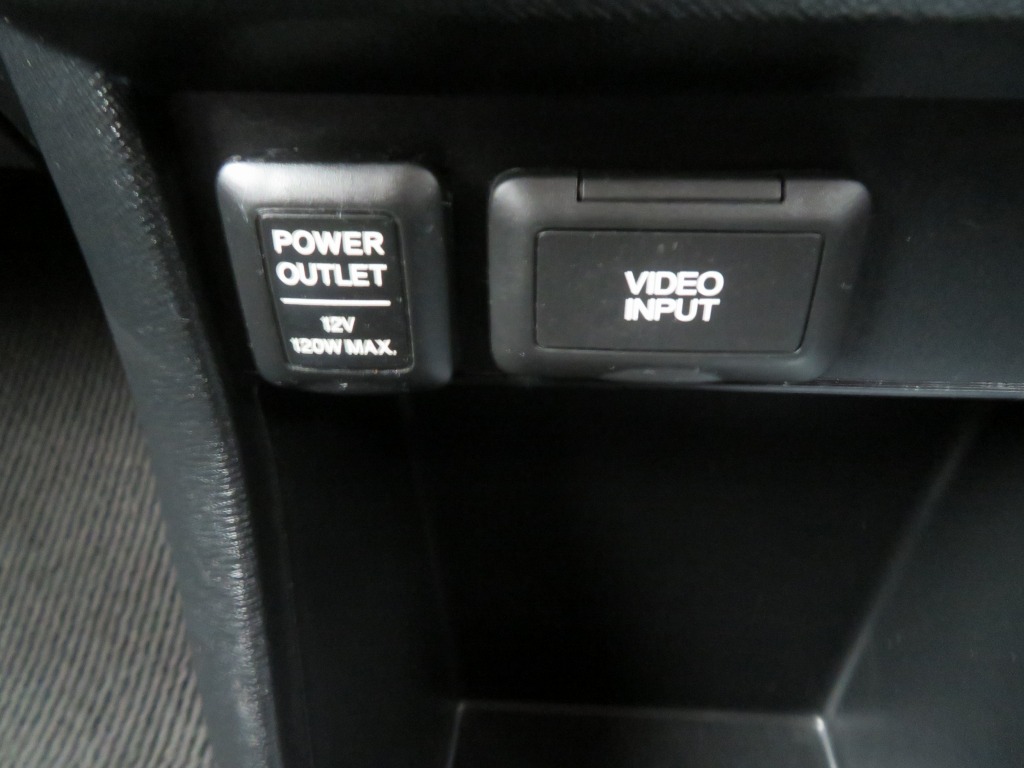 POWER
OUTLET
12V
120W MAX.
VIDEO
INPUT